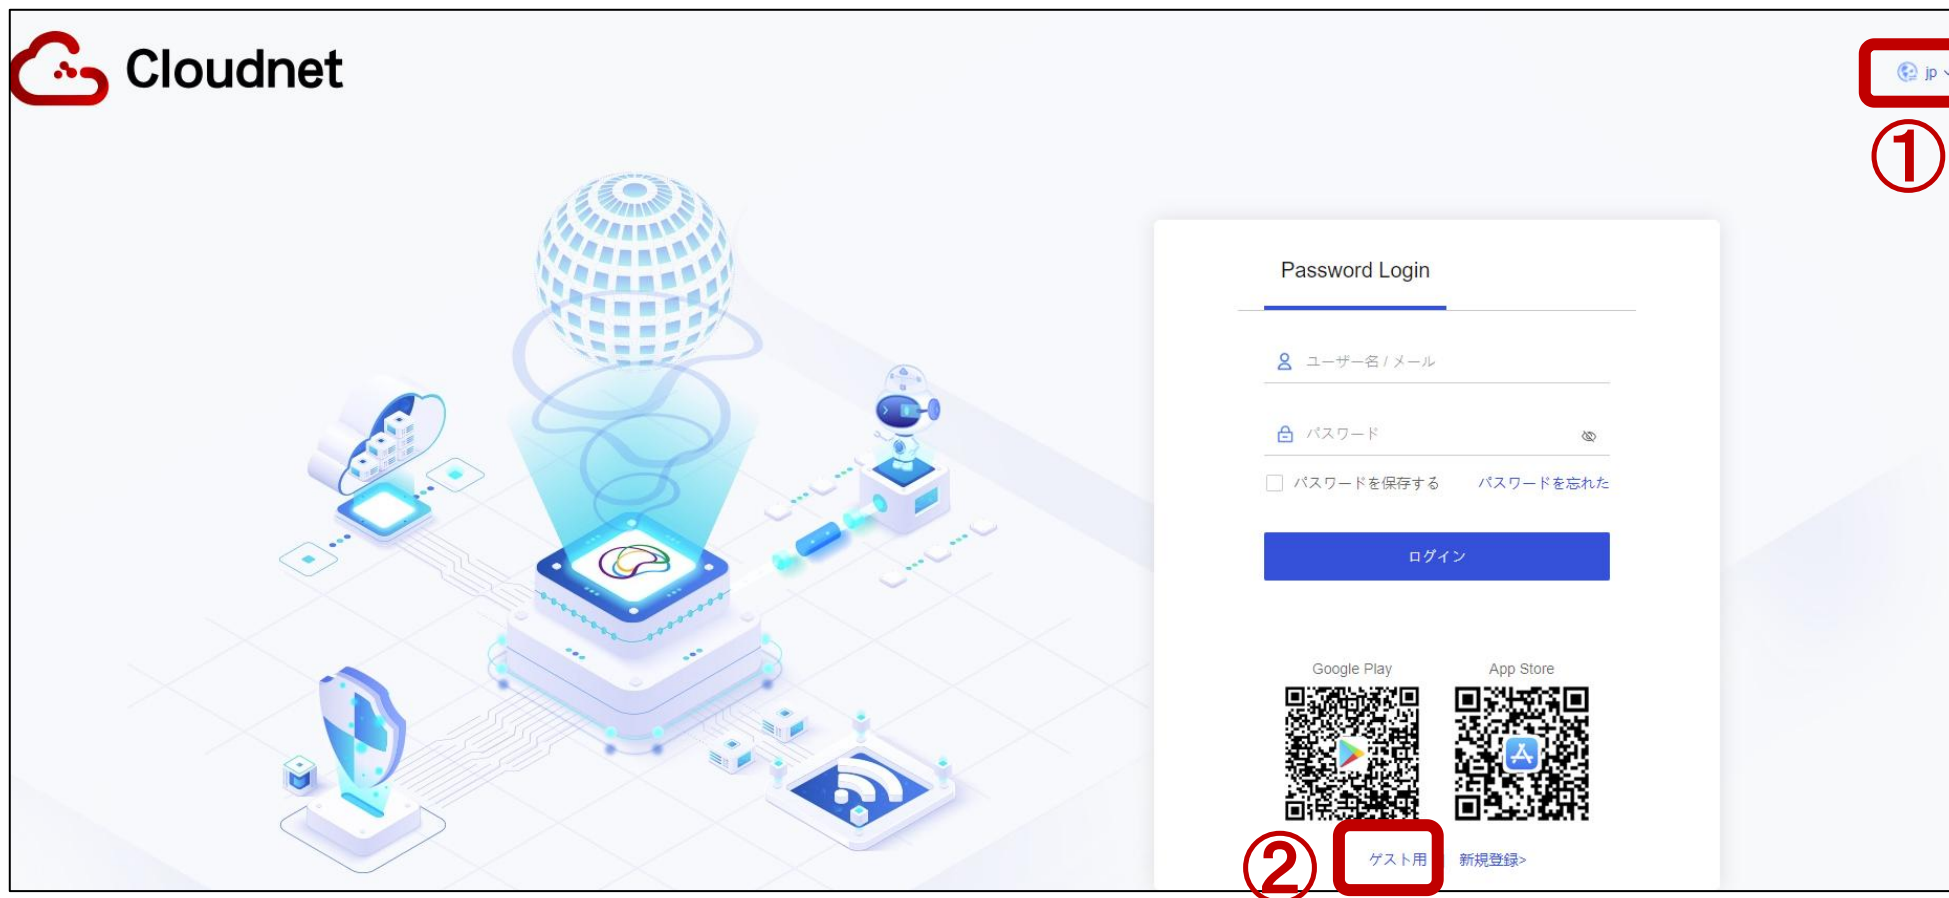 Cloudnet
jp
①
Password Login
ユーザー名 / メール
パスワード
パスワードを保存する パスワードを忘れた
ログイン
Google Play App Store
② ゲスト用 新規登録>